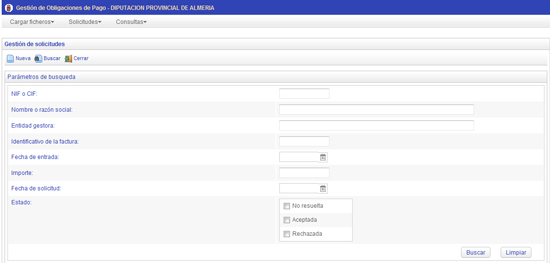 Gestión de Obligaciones de Pago - DIPUTACION PROVINCIAL DE ALMERIA
Cargar ficheros Solicitudes Consultas
Gestión de solicitudes
Nueva Buscar Cerrar
Parámetros de busqueda
NIF o CIF:
Nombre o razón social:
Entidad gestora:
Identificativo de la factura:
Fecha de entrada:
Importe:
Fecha de solicitud:
Estado:
No resuelta
Aceptada
Rechazada
Buscar Limpiar